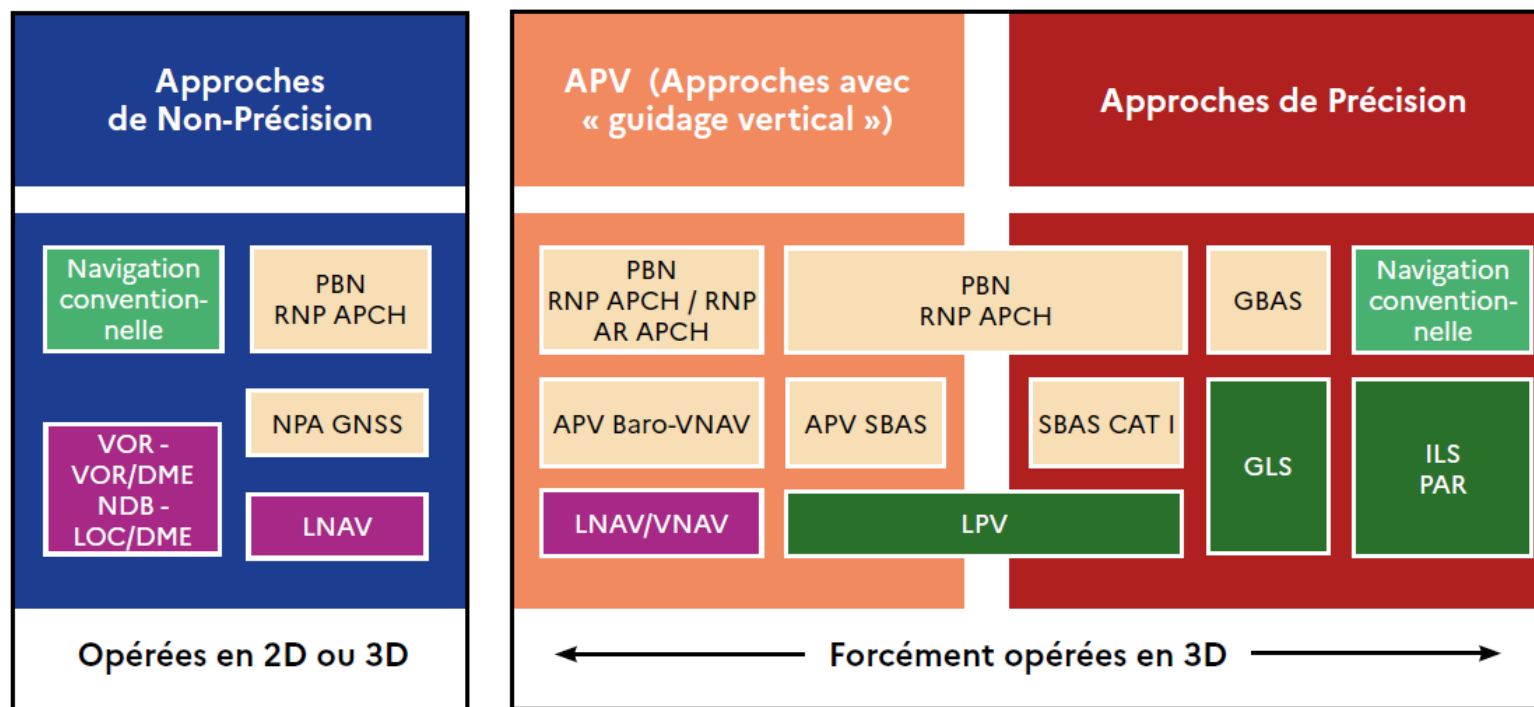 Approches
de Non-Précision
Navigation
convention-
nelle
PBN
RNP APCH
NPA GNSS
VOR -
VOR/DME
NDB -
LOC/DME
LNAV
Opérées en 2D ou 3D
APV (Approches avec
« guidage vertical »)
Approches de Précision
PBN
RNP APCH / RNP
AR APCH
PBN
RNP APCH
GBAS
Navigation
convention-
nelle
APV Baro-VNAV
APV SBAS
SBAS CAT I
GLS
ILS
PAR
LNAV/VNAV
LPV
Forcément opérées en 3D